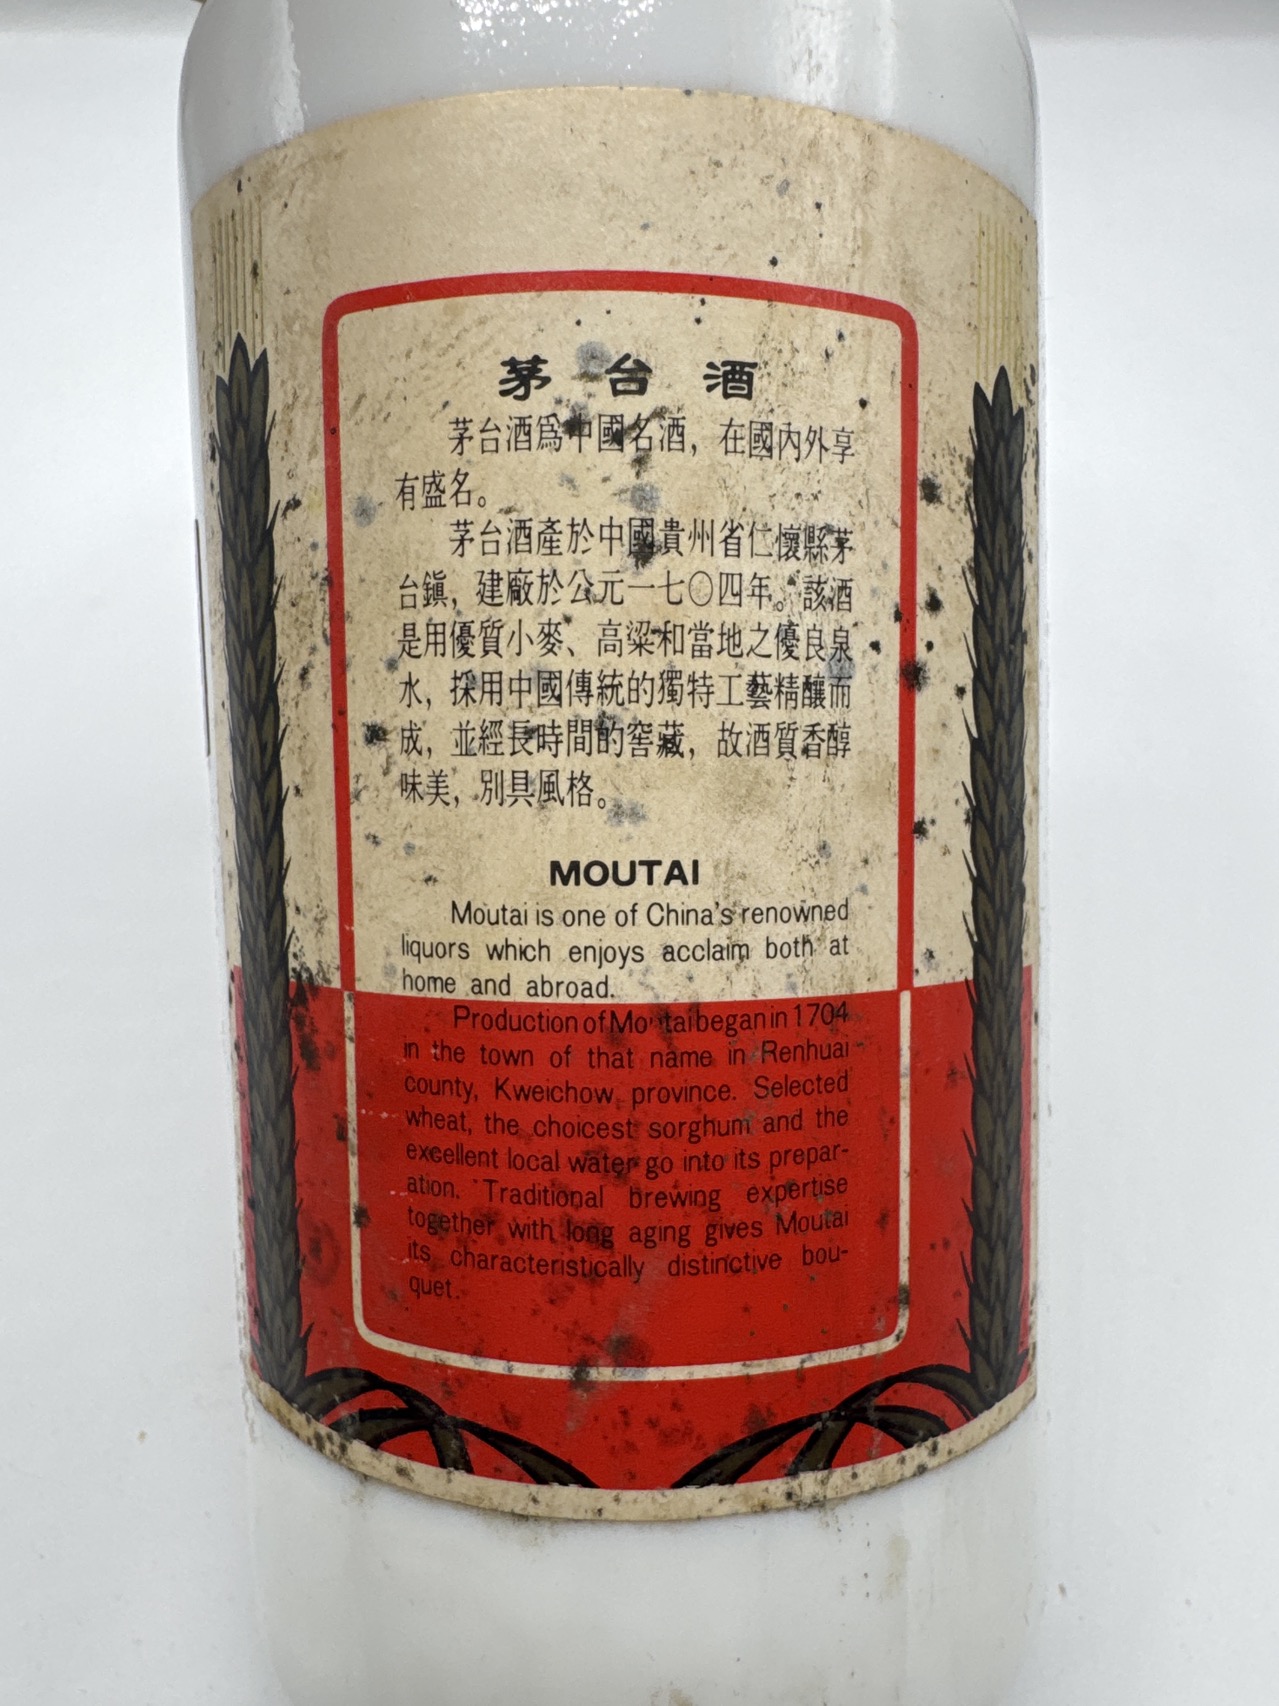 茅台酒
茅台酒爲中國名酒，在國內外享
有盛名。
茅台酒產於中國貴州省仁懷縣茅
台鎭，建廠於公元一七〇四年。該酒
是用優質小麥、高粱和當地之優良泉
水，採用中國傳統的獨特工藝精釀而
成，並經長時間的窖藏，故酒質香醇
味美，別具風格。
MOUTAI
Moutai is one of China's renowned
liquors which enjoys acclaim both at
home and abroad.
Production of Moutai began in 1704
in the town of that name in Renhuai
county, Kweichow province. Selected
wheat, the choicest sorghum and the
excellent local water go into its prepar-
ation. Traditional brewing expertise
together with long aging gives Moutai
its characteristically distinctive bou-
quet.